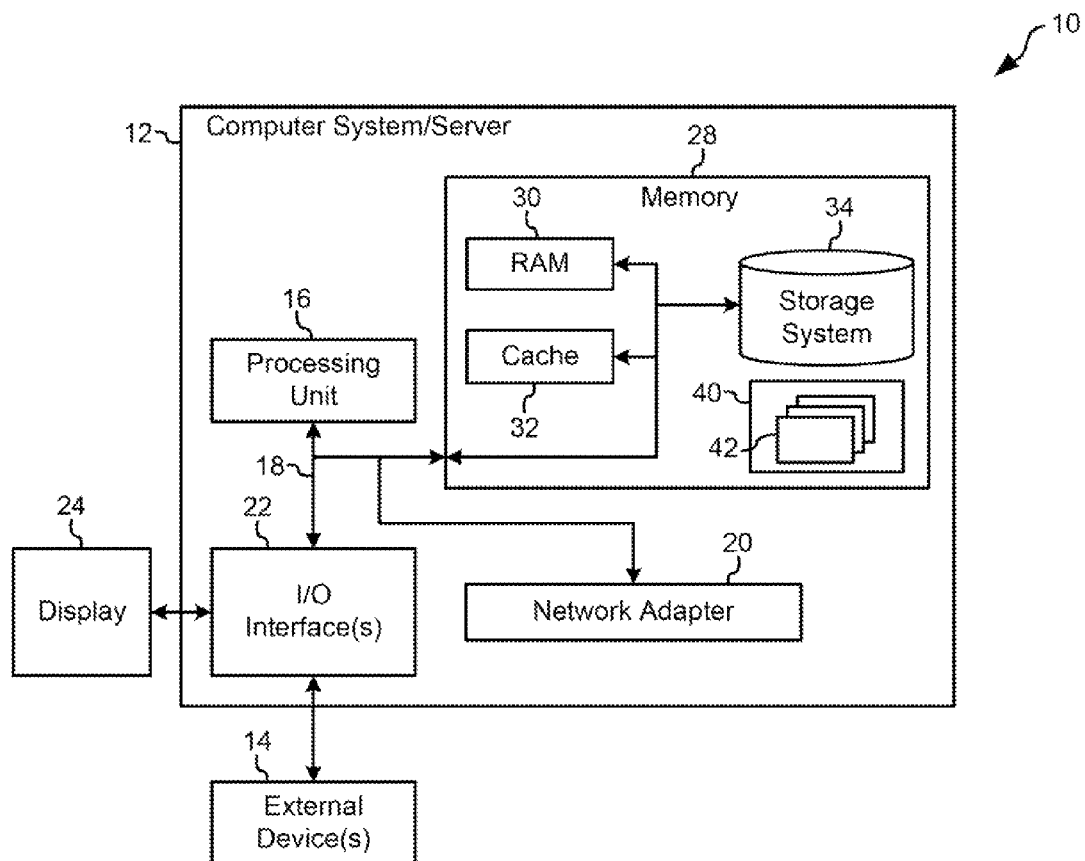 10
12
Computer System/Server
28
Memory
30
RAM
34
Storage
System
16
Processing
Unit
Cache
32
40
42
18
24
22
20
Display
I/O
Interface(s)
Network Adapter
14
External
Device(s)